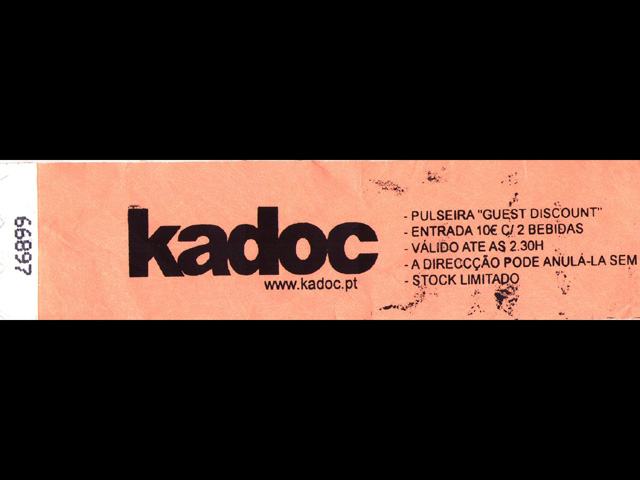 66897
kadoc
www.kadoc.pt
- PULSEIRA "GUEST DISCOUNT"
- ENTRADA 10€ C/ 2 BEBIDAS
- VÁLIDO ATE AS 2.30H
- A DIRECCÇÃO PODE ANULÁ-LA SEM
- STOCK LIMITADO